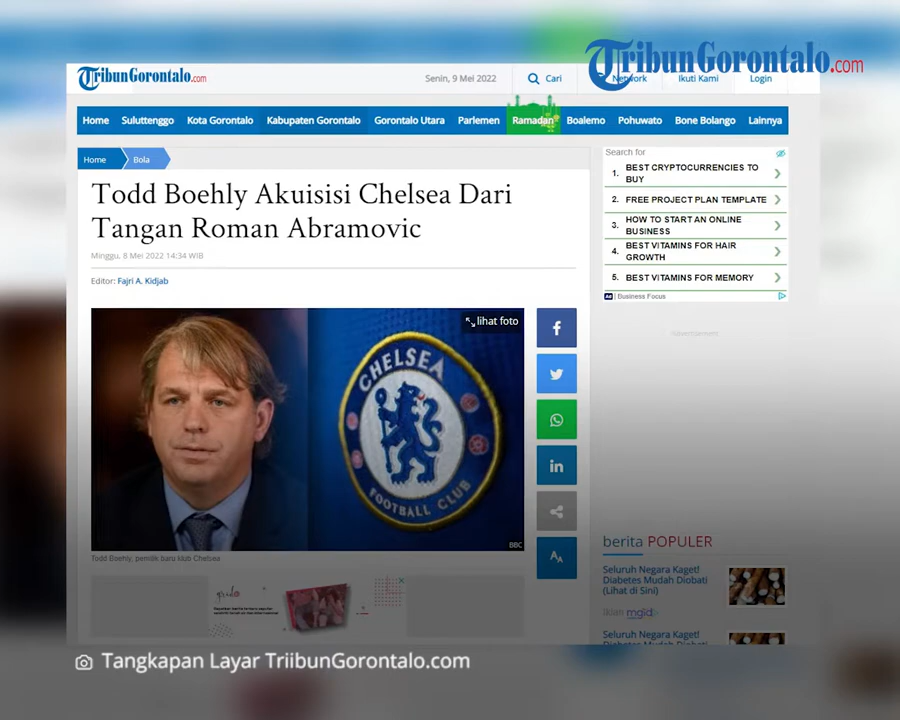 TribunGorontalo.com
TribunGorontalo.com
Senin, 9 Mei 2022
Cari
Network
Ikuti Kami
Login
Home
Suluttenggo
Kota Gorontalo
Kabupaten Gorontalo
Gorontalo Utara
Parlemen
Ramadan
Boalemo
Pohuwato
Bone Bolango
Lainnya
Home
Bola
Todd Boehly Akuisisi Chelsea Dari
Tangan Roman Abramovic
Minggu, 8 Mei 2022 14:34 WIB
Editor: Fajri A. Kidjab
lihat foto
CHELSEA
FOOTBALL CLUB
BBC
Todd Boehly, pemilik baru klub Chelsea
Search for
1. BEST CRYPTOCURRENCIES TO
BUY
2. FREE PROJECT PLAN TEMPLATE
3. HOW TO START AN ONLINE
BUSINESS
4. BEST VITAMINS FOR HAIR
GROWTH
5. BEST VITAMINS FOR MEMORY
Ad | Business Focus
Advertisement
berita POPULER
Seluruh Negara Kaget!
Diabetes Mudah Diobati
(Lihat di Sini)
Iklan mgid
Seluruh Negara Kaget!
Diabetes Mudah Diobati
Tangkapan Layar TriibunGorontalo.com